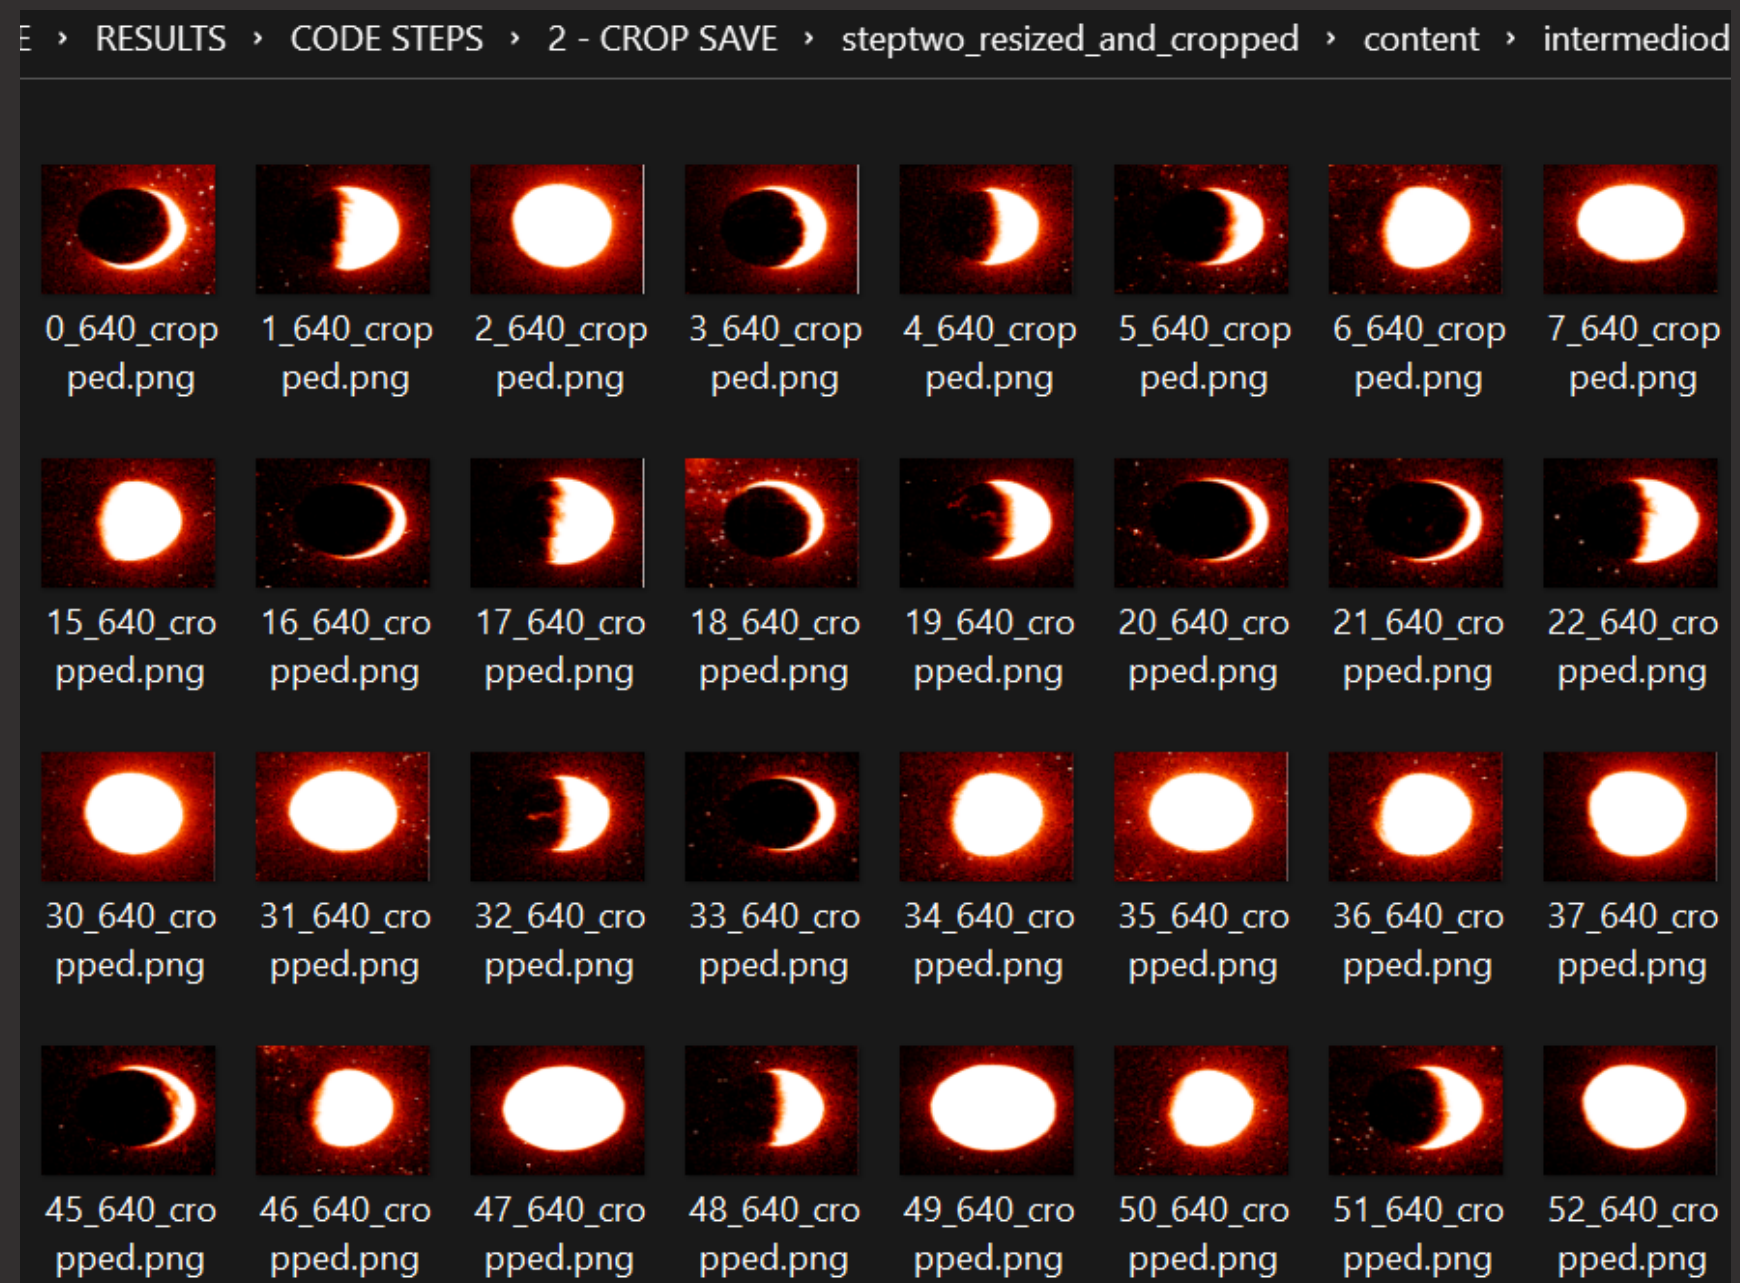 E › RESULTS › CODE STEPS › 2 - CROP SAVE › steptwo_resized_and_cropped › content › intermediod
0_640_crop 1_640_crop 2_640_crop 3_640_crop 4_640_crop 5_640_crop 6_640_crop 7_640_crop
ped.png ped.png ped.png ped.png ped.png ped.png ped.png ped.png
15_640_cro 16_640_cro 17_640_cro 18_640_cro 19_640_cro 20_640_cro 21_640_cro 22_640_cro
pped.png pped.png pped.png pped.png pped.png pped.png pped.png pped.png
30_640_cro 31_640_cro 32_640_cro 33_640_cro 34_640_cro 35_640_cro 36_640_cro 37_640_cro
pped.png pped.png pped.png pped.png pped.png pped.png pped.png pped.png
45_640_cro 46_640_cro 47_640_cro 48_640_cro 49_640_cro 50_640_cro 51_640_cro 52_640_cro
pped.png pped.png pped.png pped.png pped.png pped.png pped.png pped.png